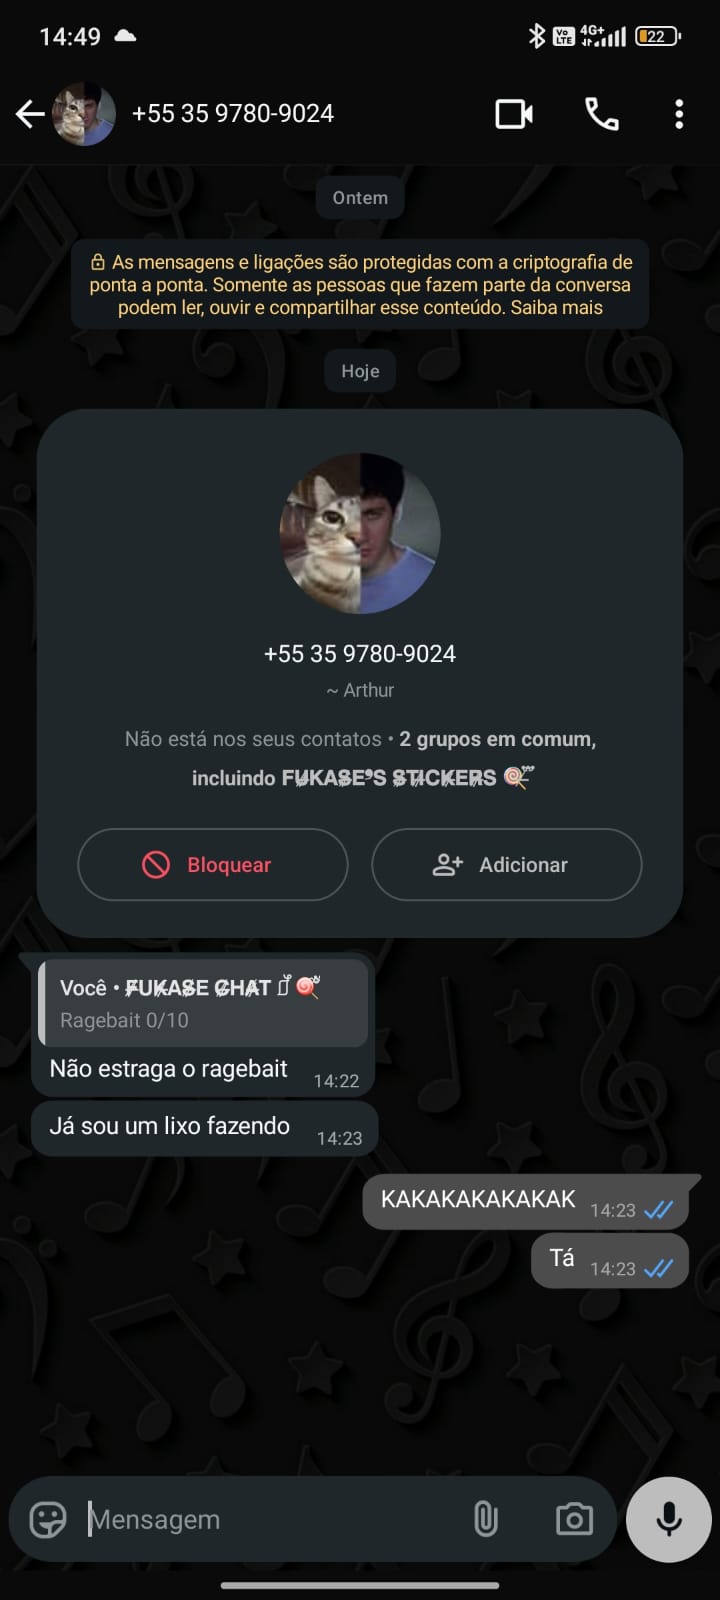 14:49
Vo LTE 4G+ 22
+55 35 9780-9024
Ontem
As mensagens e ligações são protegidas com a criptografia de
ponta a ponta. Somente as pessoas que fazem parte da conversa
podem ler, ouvir e compartilhar esse conteúdo. Saiba mais
Hoje
+55 35 9780-9024
~ Arthur
Não está nos seus contatos • 2 grupos em comum,
incluindo FUKASE'S STICKERS 🍭
Bloquear
Adicionar
Você • FUKASE CHAT 🍭
Ragebait 0/10
Não estraga o ragebait 14:22
Já sou um lixo fazendo 14:23
KAKAKAKAKAKAK 14:23
Tá 14:23
Mensagem